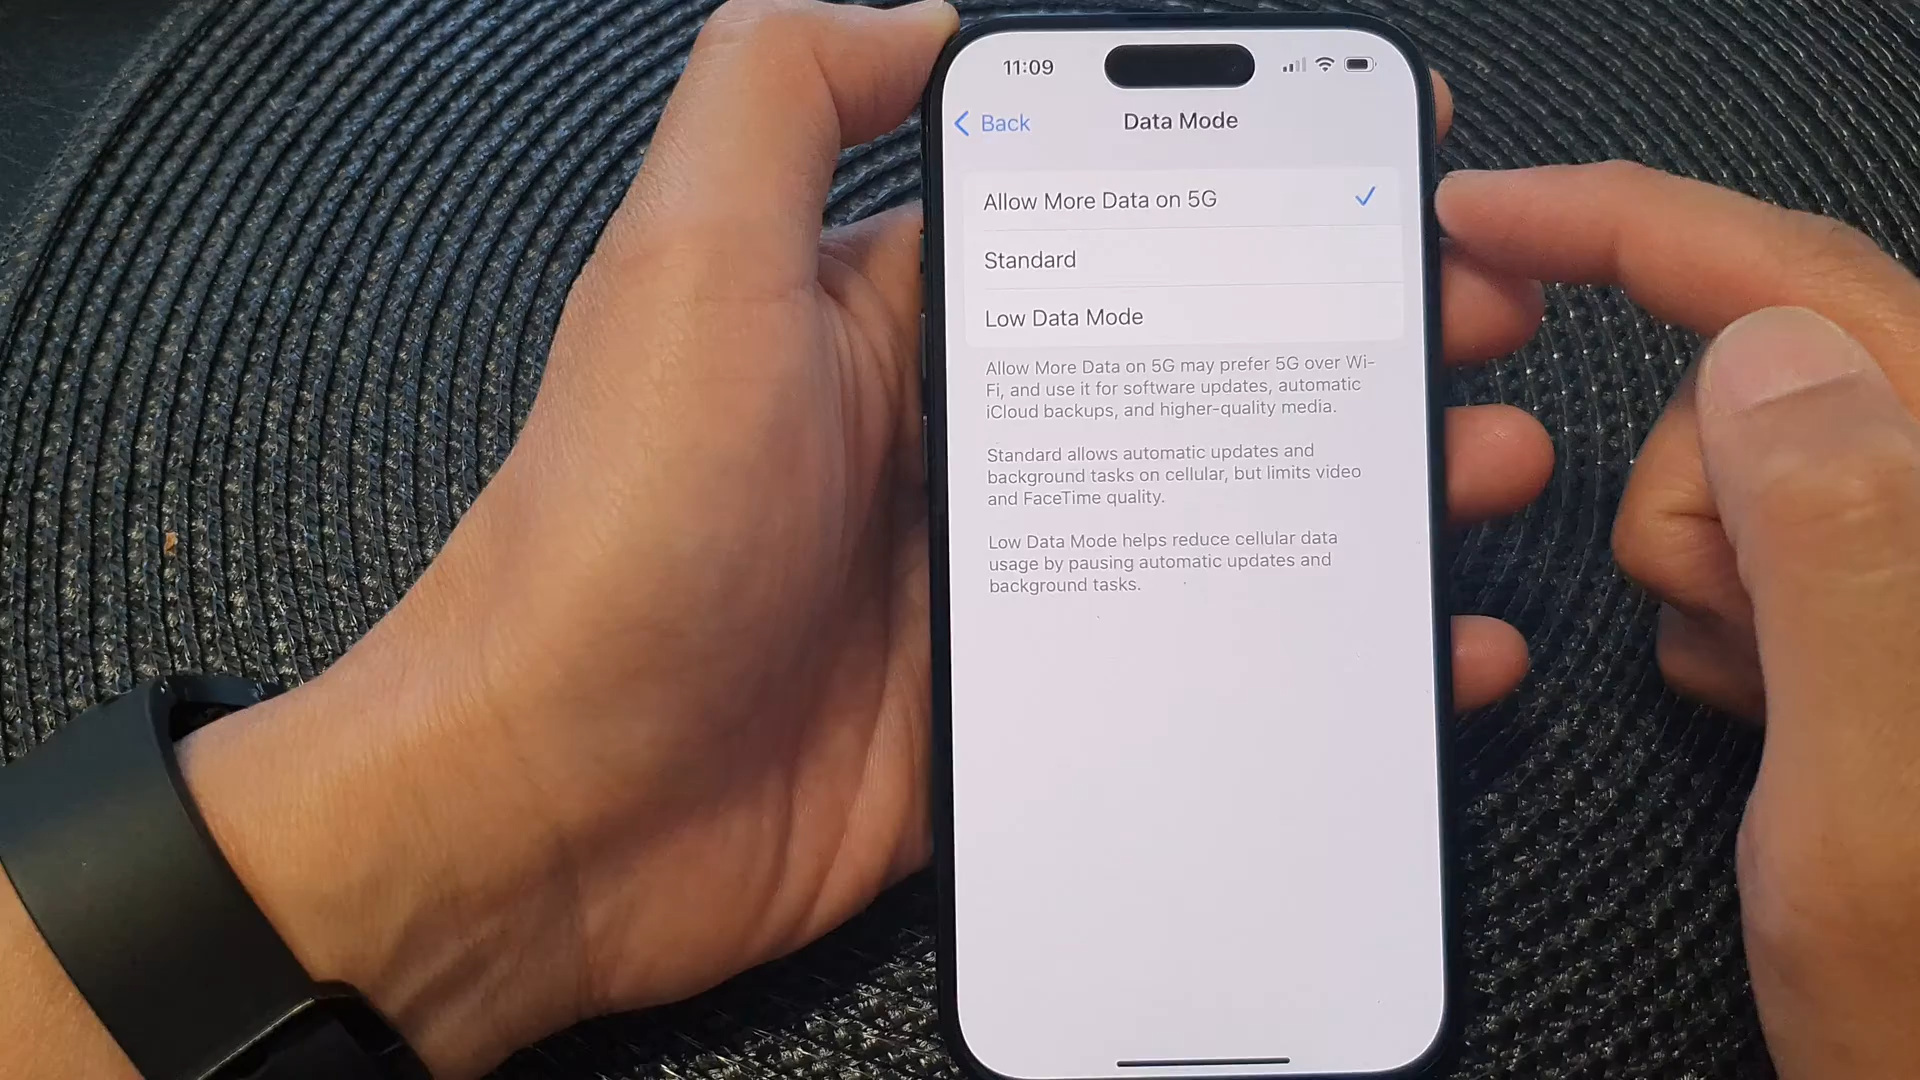 11:09
Back
Data Mode
Allow More Data on 5G
Standard
Low Data Mode
Allow More Data on 5G may prefer 5G over Wi-
Fi, and use it for software updates, automatic
iCloud backups, and higher-quality media.
Standard allows automatic updates and
background tasks on cellular, but limits video
and FaceTime quality.
Low Data Mode helps reduce cellular data
usage by pausing automatic updates and
background tasks.